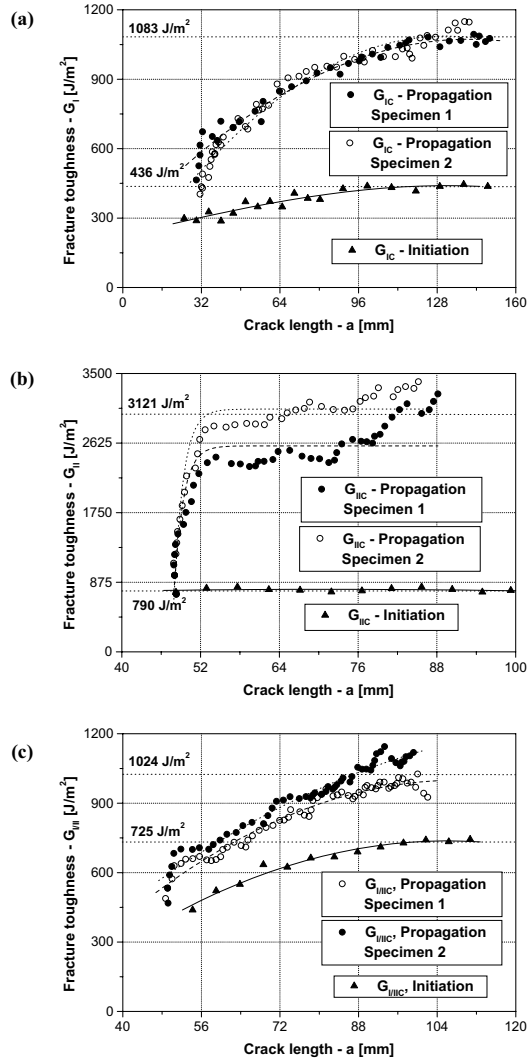 (a)
1200
1083 J/m²
900
600
436 J/m²
300
0
Fracture toughness - G_I [J/m²]
G_IC - Propagation
Specimen 1
G_IC - Propagation
Specimen 2
G_IC - Initiation
0 32 64 96 128 160
Crack length - a [mm]
(b)
3500
3121 J/m²
2625
1750
875
790 J/m²
0
Fracture toughness - G_II [J/m²]
G_IIC - Propagation
Specimen 1
G_IIC - Propagation
Specimen 2
G_IIC - Initiation
40 52 64 76 88 100
Crack length - a [mm]
(c)
1200
1024 J/m²
900
725 J/m²
600
300
0
Fracture toughness - G_I/II [J/m²]
G_I/IIC, Propagation
Specimen 1
G_I/IIC, Propagation
Specimen 2
G_I/IIC, Initiation
40 56 72 88 104 120
Crack length - a [mm]